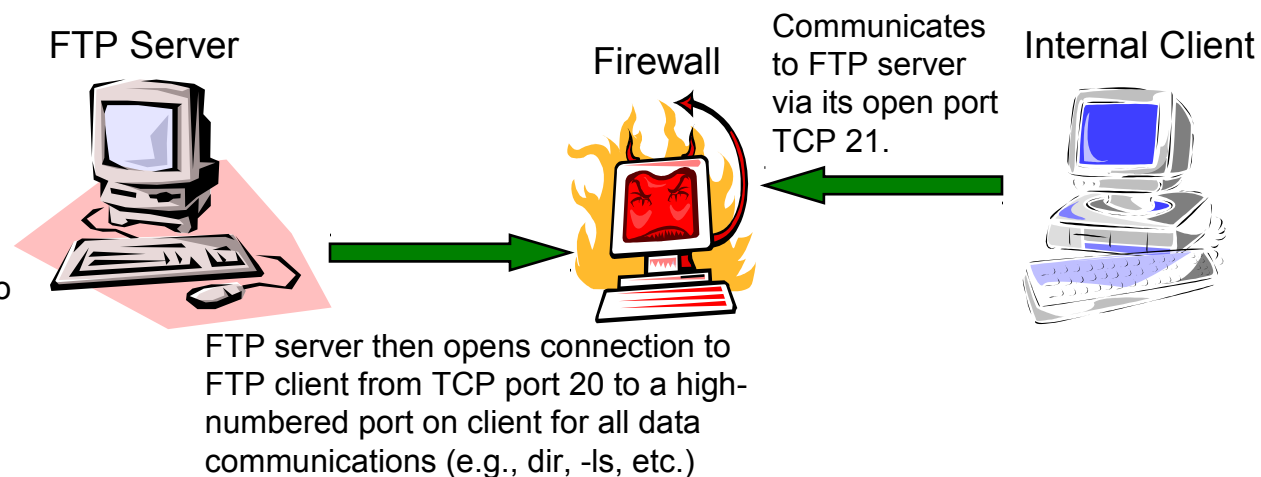 FTP Server
Firewall
Communicates
to FTP server
via its open port
TCP 21.
Internal Client
FTP server then opens connection to
FTP client from TCP port 20 to a high-
numbered port on client for all data
communications (e.g., dir, -ls, etc.)